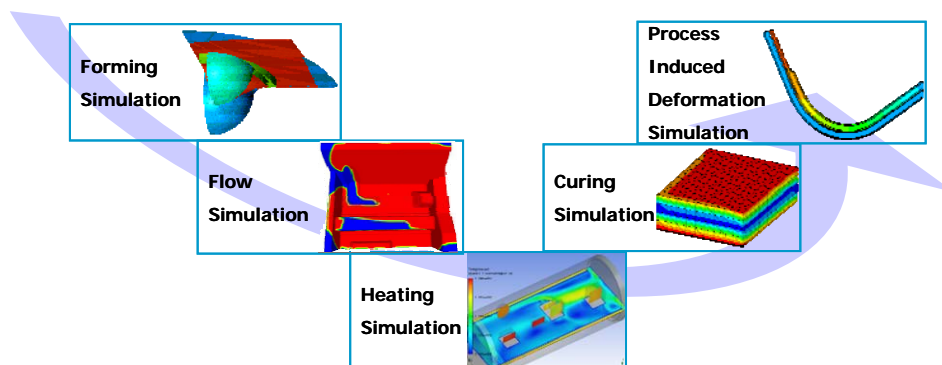 Forming
Simulation
Flow
Simulation
Heating
Simulation
Curing
Simulation
Process
Induced
Deformation
Simulation